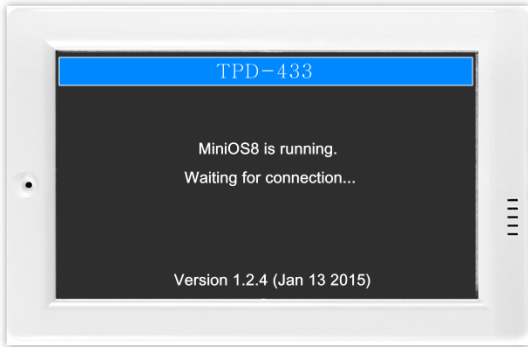 TPD-433
MiniOS8 is running.
Waiting for connection...
Version 1.2.4 (Jan 13 2015)